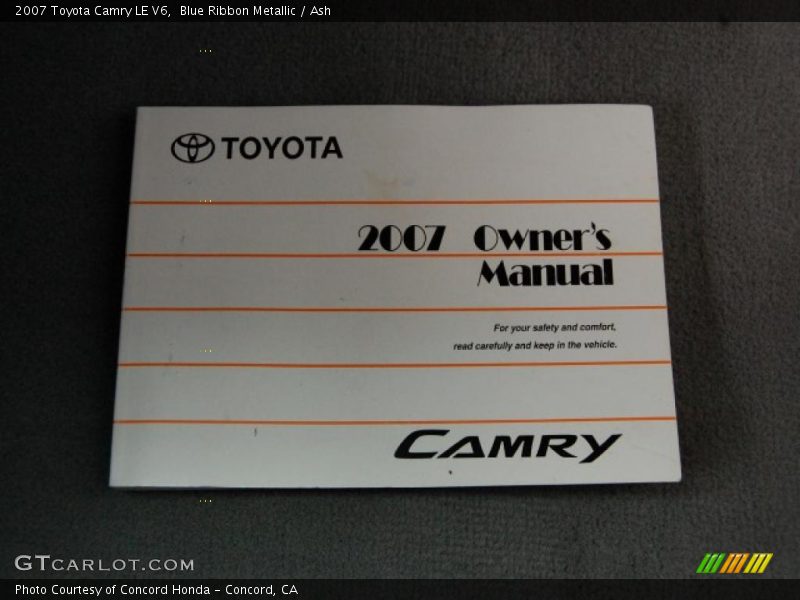 2007 Toyota Camry LE V6,  Blue Ribbon Metallic / Ash
TOYOTA
2007 Owner's
Manual
For your safety and comfort,
read carefully and keep in the vehicle.
CAMRY
GTCARLOT.COM
Photo Courtesy of Concord Honda - Concord, CA